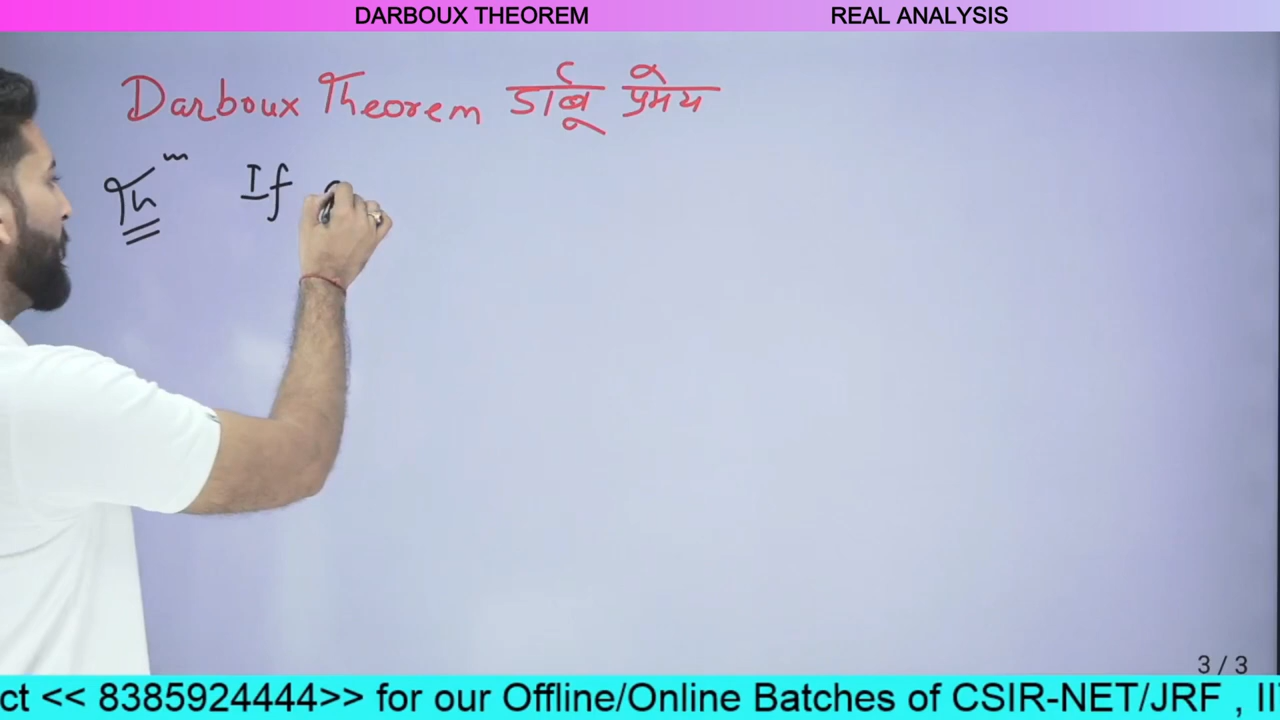 DARBOUX THEOREM REAL ANALYSIS
Darboux Theorem डार्बू प्रमेय
Thm If
3 / 3
ct << 8385924444>> for our Offline/Online Batches of CSIR-NET/JRF , II